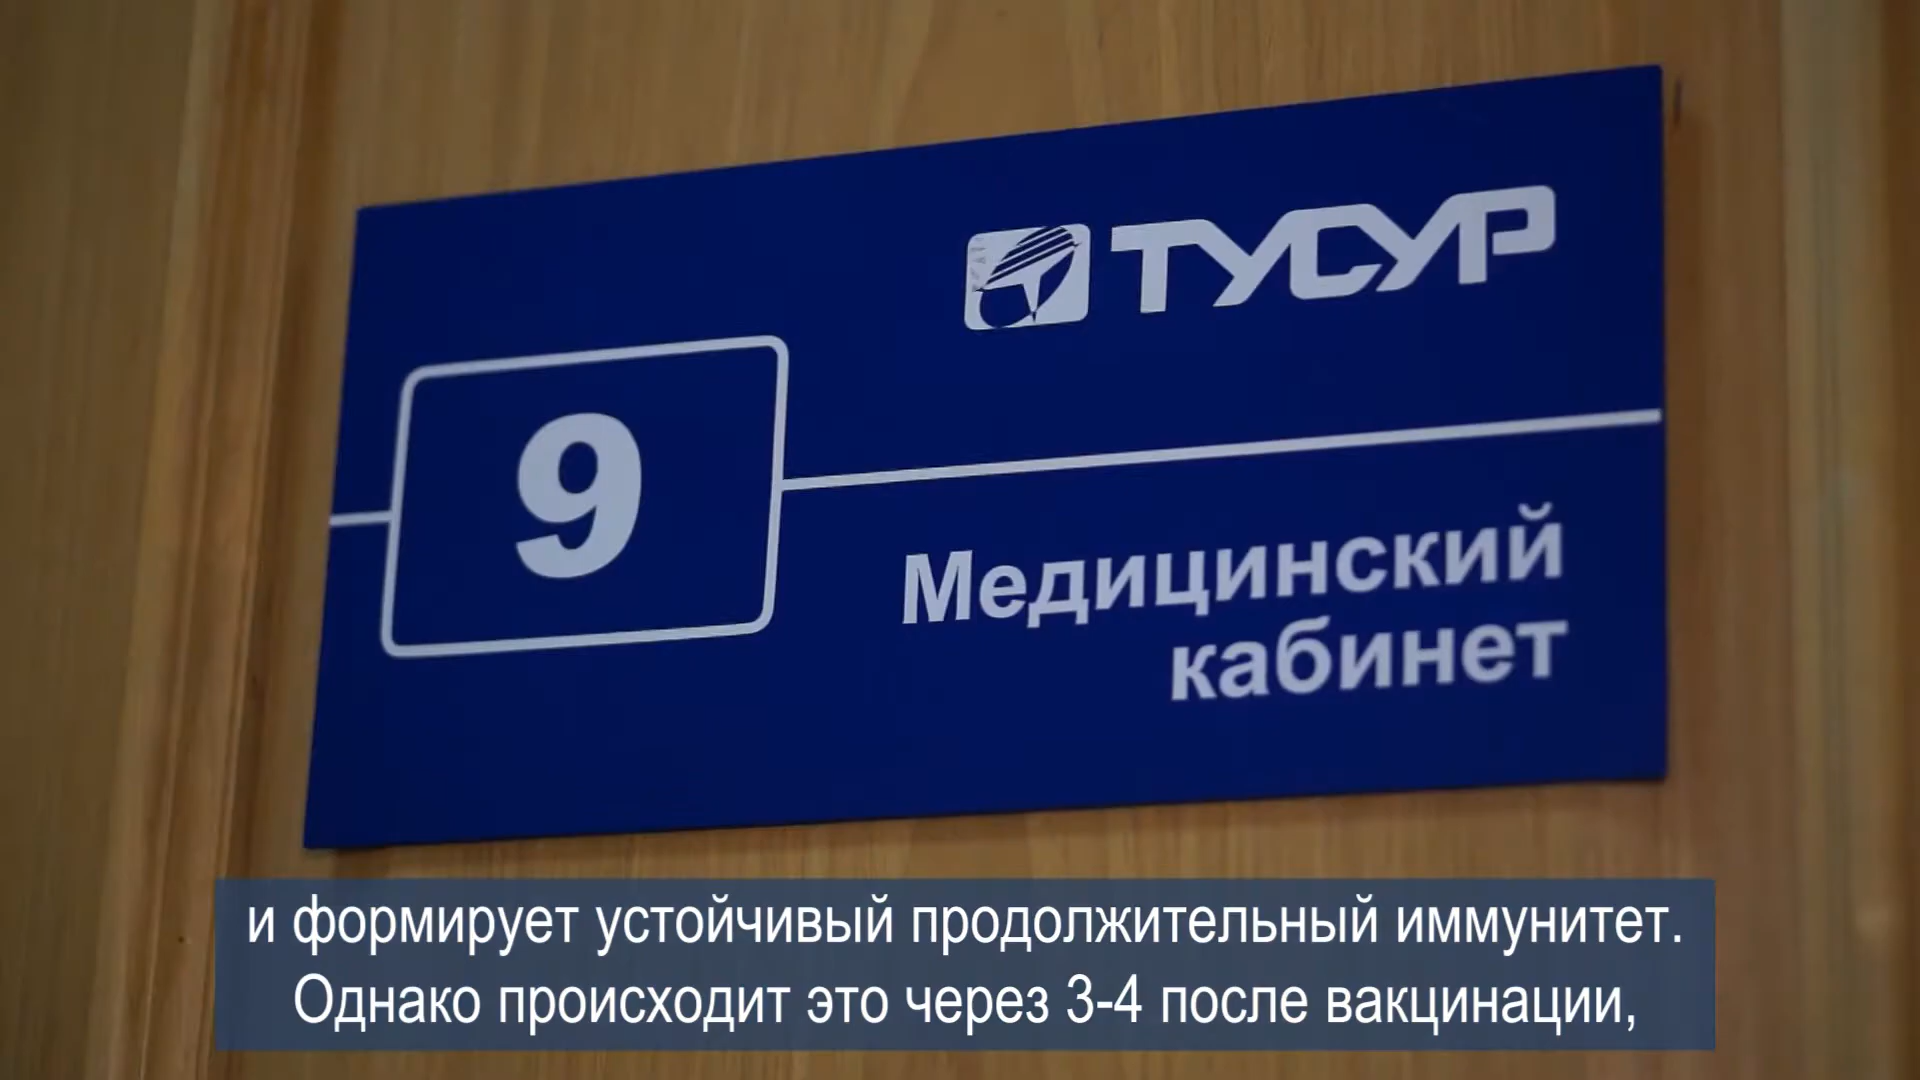 ТУСУР
9
Медицинский
кабинет
и формирует устойчивый продолжительный иммунитет.
Однако происходит это через 3-4 после вакцинации,